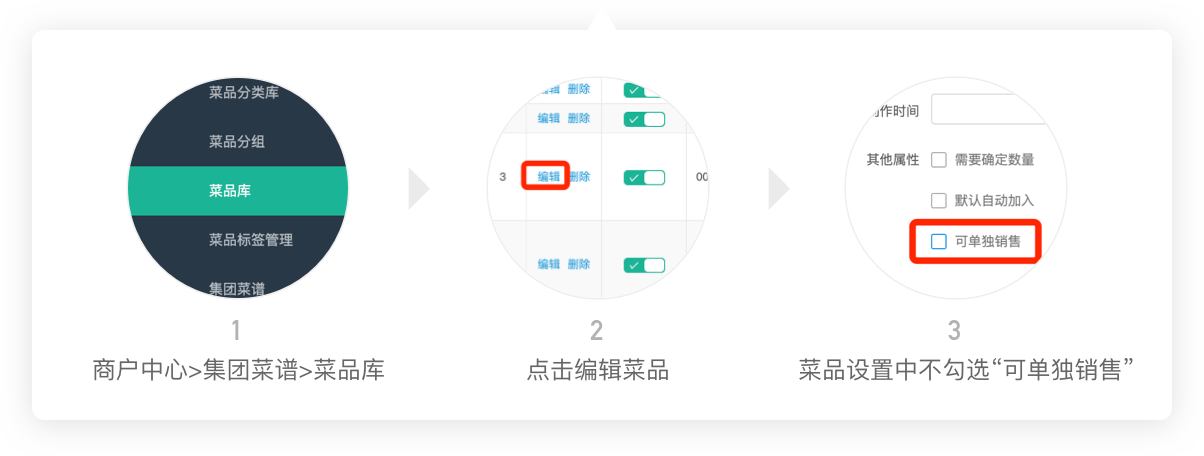 菜品分类库
菜品分组
菜品库
菜品标签管理
集团菜谱
编辑 删除
编辑 删除
3 编辑 删除 00
编辑 删除
作时间
其他属性 需要确定数量
默认自动加入
可单独销售
1
商户中心>集团菜谱>菜品库
2
点击编辑菜品
3
菜品设置中不勾选“可单独销售”